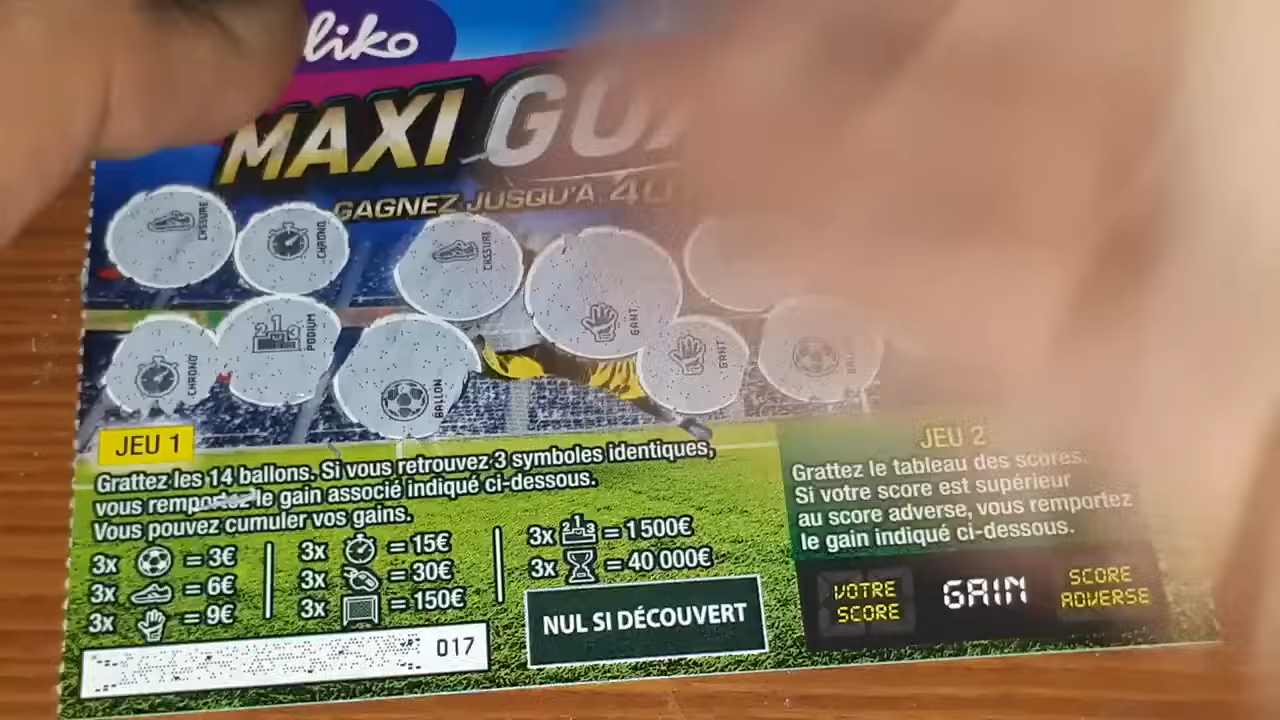 liko
MAXI
GAGNEZ JUSQU'À 40
CASSURE
CHRONO
CASSURE
GANT
CHRONO
PODIUM
BALLON
GANT
JEU 1
Grattez les 14 ballons. Si vous retrouvez 3 symboles identiques,
vous remportez le gain associé indiqué ci-dessous.
Vous pouvez cumuler vos gains.
3x = 3€
3x = 6€
3x = 9€
3x = 15€
3x = 30€
3x = 150€
3x = 1 500€
3x = 40 000€
NUL SI DÉCOUVERT
017
JEU 2
Grattez le tableau des scores.
Si votre score est supérieur
au score adverse, vous remportez
le gain indiqué ci-dessous.
VOTRE
SCORE
GAIN
SCORE
ADVERSE